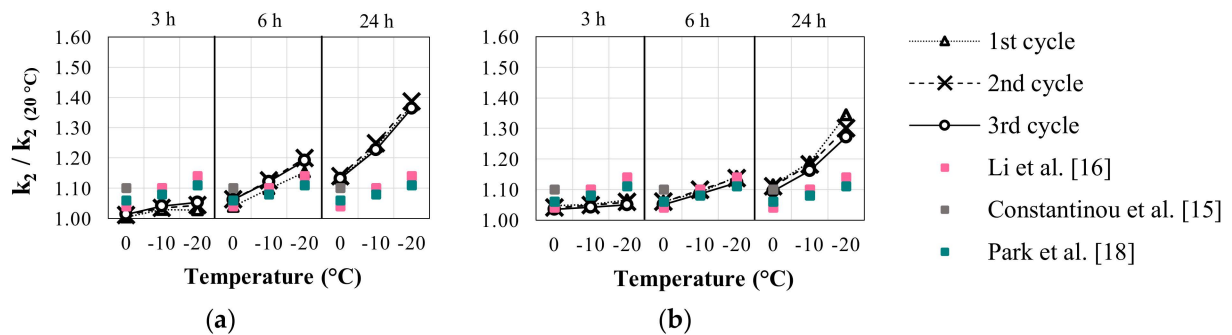 3 h 6 h 24 h
1.60
1.50
1.40
1.30
1.20
1.10
1.00
k₂ / k₂ (20 °C)
0 -10 -20 0 -10 -20 0 -10 -20
Temperature (°C)
(a)
3 h 6 h 24 h
1.60
1.50
1.40
1.30
1.20
1.10
1.00
0 -10 -20 0 -10 -20 0 -10 -20
Temperature (°C)
(b)
1st cycle
2nd cycle
3rd cycle
Li et al. [16]
Constantinou et al. [15]
Park et al. [18]